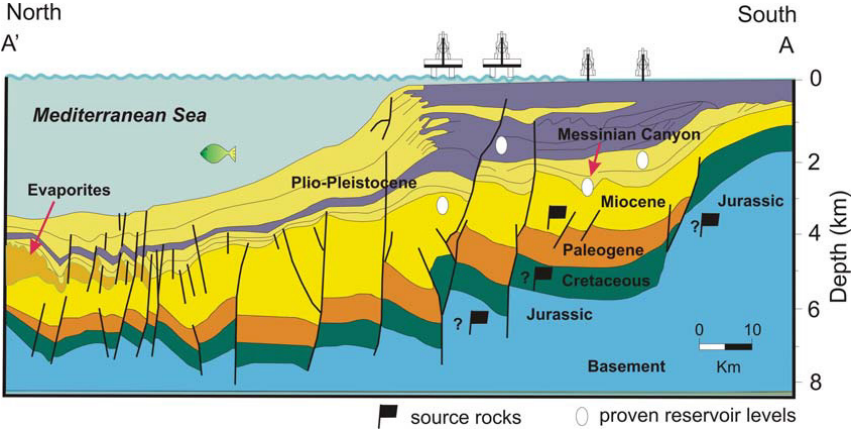 North
South
A'
A
0
Mediterranean Sea
Messinian Canyon
2
Evaporites
Plio-Pleistocene
Miocene
Jurassic
?
4
Paleogene
?
Cretaceous
Depth (km)
?
Jurassic
6
0 10
Km
Basement
8
source rocks
proven reservoir levels